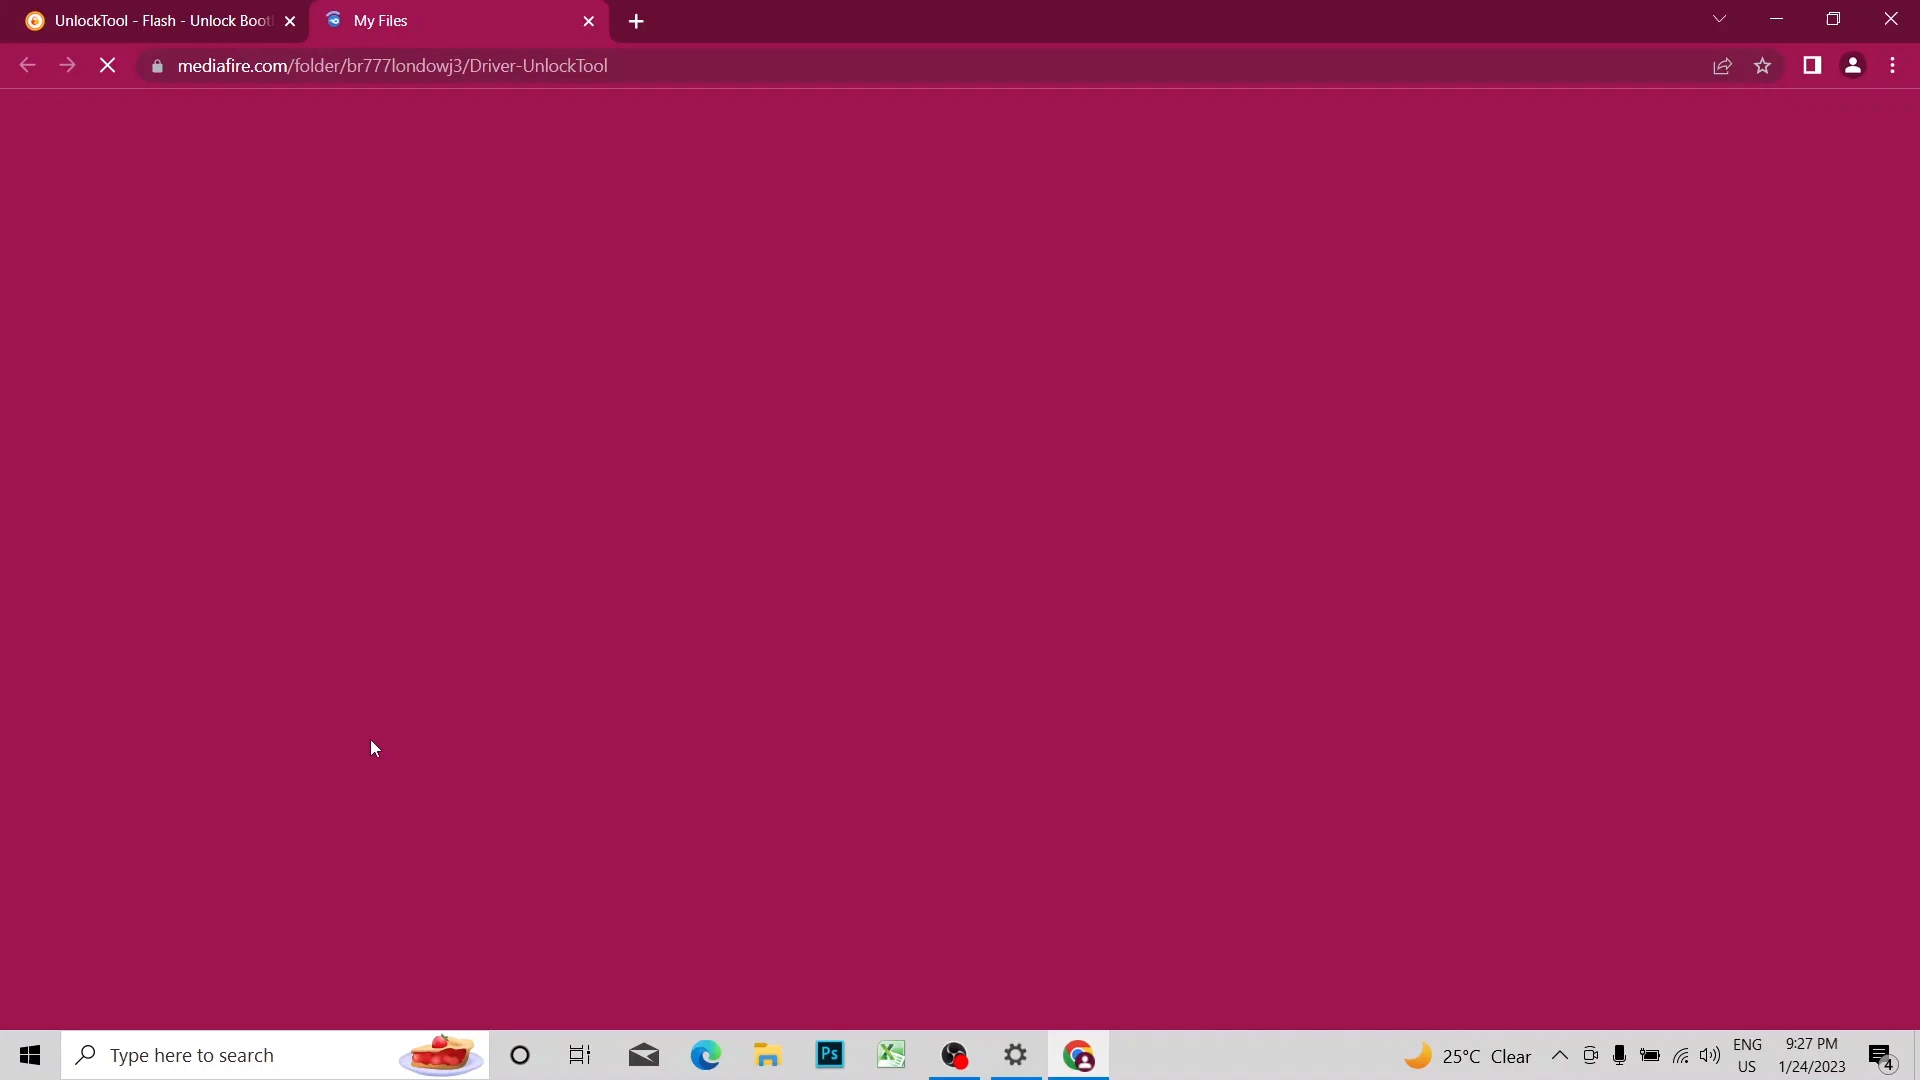 UnlockTool - Flash - Unlock Boot
My Files
mediafire.com/folder/br777londowj3/Driver-UnlockTool
Type here to search
Ps
25°C Clear
ENG
US
9:27 PM
1/24/2023
4